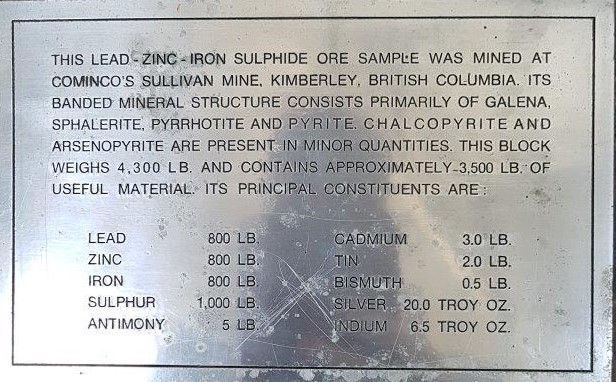 THIS LEAD-ZINC-IRON SULPHIDE ORE SAMPLE WAS MINED AT
COMINCO'S SULLIVAN MINE, KIMBERLEY, BRITISH COLUMBIA. ITS
BANDED MINERAL STRUCTURE CONSISTS PRIMARILY OF GALENA,
SPHALERITE, PYRRHOTITE AND PYRITE. CHALCOPYRITE AND
ARSENOPYRITE ARE PRESENT IN MINOR QUANTITIES. THIS BLOCK
WEIGHS 4,300 LB. AND CONTAINS APPROXIMATELY 3,500 LB. OF
USEFUL MATERIAL. ITS PRINCIPAL CONSTITUENTS ARE:
LEAD 800 LB. CADMIUM 3.0 LB.
ZINC 800 LB. TIN 2.0 LB.
IRON 800 LB. BISMUTH 0.5 LB.
SULPHUR 1,000 LB. SILVER 20.0 TROY OZ.
ANTIMONY 5 LB. INDIUM 6.5 TROY OZ.